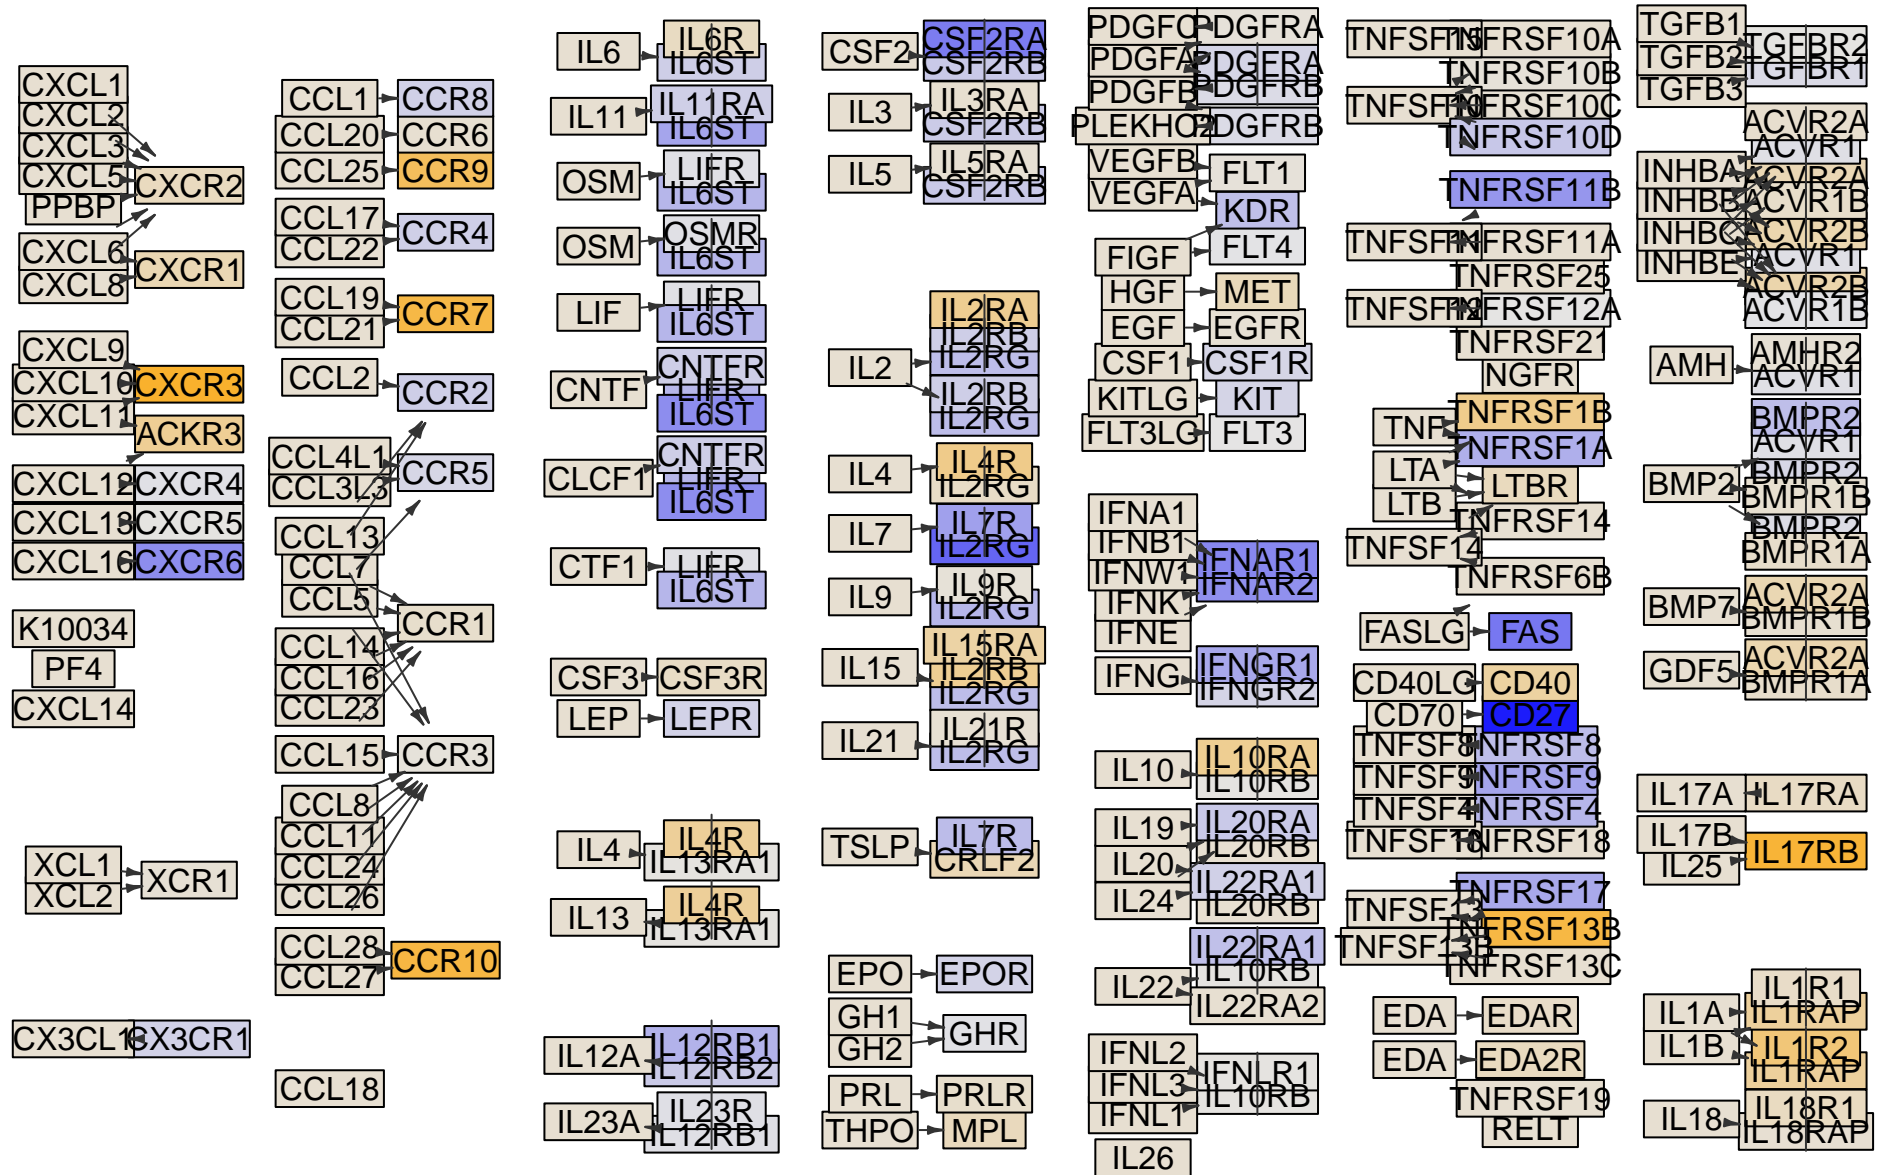 CXCL1
CXCL2
CXCL3
CXCL5
PPBP
CXCR2
CXCL6
CXCL8
CXCR1
CXCL9
CXCL10
CXCL11
CXCR3
ACKR3
CXCL12
CXCR4
CXCL13
CXCR5
CXCL16
CXCR6
K10034
PF4
CXCL14
XCL1
XCL2
XCR1
CX3CL1
CX3CR1
CCL1
CCR8
CCL20
CCR6
CCL25
CCR9
CCL17
CCL22
CCR4
CCL19
CCL21
CCR7
CCL2
CCR2
CCL4L1
CCL3L3
CCR5
CCL13
CCL7
CCL5
CCR1
CCL14
CCL16
CCL23
CCL15
CCR3
CCL8
CCL11
CCL24
CCL26
CCL28
CCL27
CCR10
CCL18
IL6
IL6R
IL6ST
IL11
IL11RA
IL6ST
OSM
LIFR
IL6ST
OSM
OSMR
IL6ST
LIF
LIFR
IL6ST
CNTF
CNTFR
LIFR
IL6ST
CLCF1
CNTFR
LIFR
IL6ST
CTF1
LIFR
IL6ST
CSF3
CSF3R
LEP
LEPR
IL4
IL4R
IL13RA1
IL13
IL4R
IL13RA1
IL12A
IL12RB1
IL12RB2
IL23A
IL23R
IL12RB1
CSF2
CSF2RA
CSF2RB
IL3
IL3RA
CSF2RB
IL5
IL5RA
CSF2RB
IL2
IL2RA
IL2RB
IL2RG
IL2RB
IL2RG
IL4
IL4R
IL2RG
IL7
IL7R
IL2RG
IL9
IL9R
IL2RG
IL15
IL15RA
IL2RB
IL2RG
IL21
IL21R
IL2RG
TSLP
IL7R
CRLF2
EPO
EPOR
GH1
GH2
GHR
PRL
PRLR
THPO
MPL
PDGFC
PDGFRA
PDGFA
PDGFRA
PDGFRB
PDGFB
PLEKHO2
PDGFRB
VEGFB
VEGFA
FLT1
KDR
FIGF
FLT4
HGF
MET
EGF
EGFR
CSF1
CSF1R
KITLG
KIT
FLT3LG
FLT3
IFNA1
IFNB1
IFNW1
IFNK
IFNE
IFNAR1
IFNAR2
IFNG
IFNGR1
IFNGR2
IL10
IL10RA
IL10RB
IL19
IL20
IL24
IL20RA
IL20RB
IL22RA1
IL20RB
IL22
IL22RA1
IL10RB
IL22RA2
IFNL2
IFNL3
IFNL1
IFNLR1
IL10RB
IL26
TNFSF15
TNFRSF10A
TNFRSF10B
TNFSF10
TNFRSF10C
TNFRSF10D
TNFRSF11B
TNFSF11
TNFRSF11A
TNFRSF25
TNFSF12
TNFRSF12A
TNFRSF21
NGFR
TNF
TNFRSF1B
TNFRSF1A
LTA
LTB
LTBR
TNFRSF14
TNFSF14
TNFRSF6B
FASLG
FAS
CD40LG
CD40
CD70
CD27
TNFSF8
TNFRSF8
TNFSF9
TNFRSF9
TNFSF4
TNFRSF4
TNFSF18
TNFRSF18
TNFRSF17
TNFSF13
TNFRSF13B
TNFSF13B
TNFRSF13C
EDA
EDAR
EDA
EDA2R
TNFRSF19
RELT
TGFB1
TGFB2
TGFB3
TGFBR2
TGFBR1
INHBA
INHBB
INHBC
INHBE
ACVR2A
ACVR1
ACVR2A
ACVR1B
ACVR2B
ACVR1
ACVR2B
ACVR1B
AMH
AMHR2
ACVR1
BMP2
BMPR2
ACVR1
BMPR2
BMPR1B
BMPR2
BMPR1A
BMP7
ACVR2A
BMPR1B
GDF5
ACVR2A
BMPR1A
IL17A
IL17RA
IL17B
IL25
IL17RB
IL1A
IL1B
IL1R1
IL1RAP
IL1R2
IL1RAP
IL18
IL18R1
IL18RAP